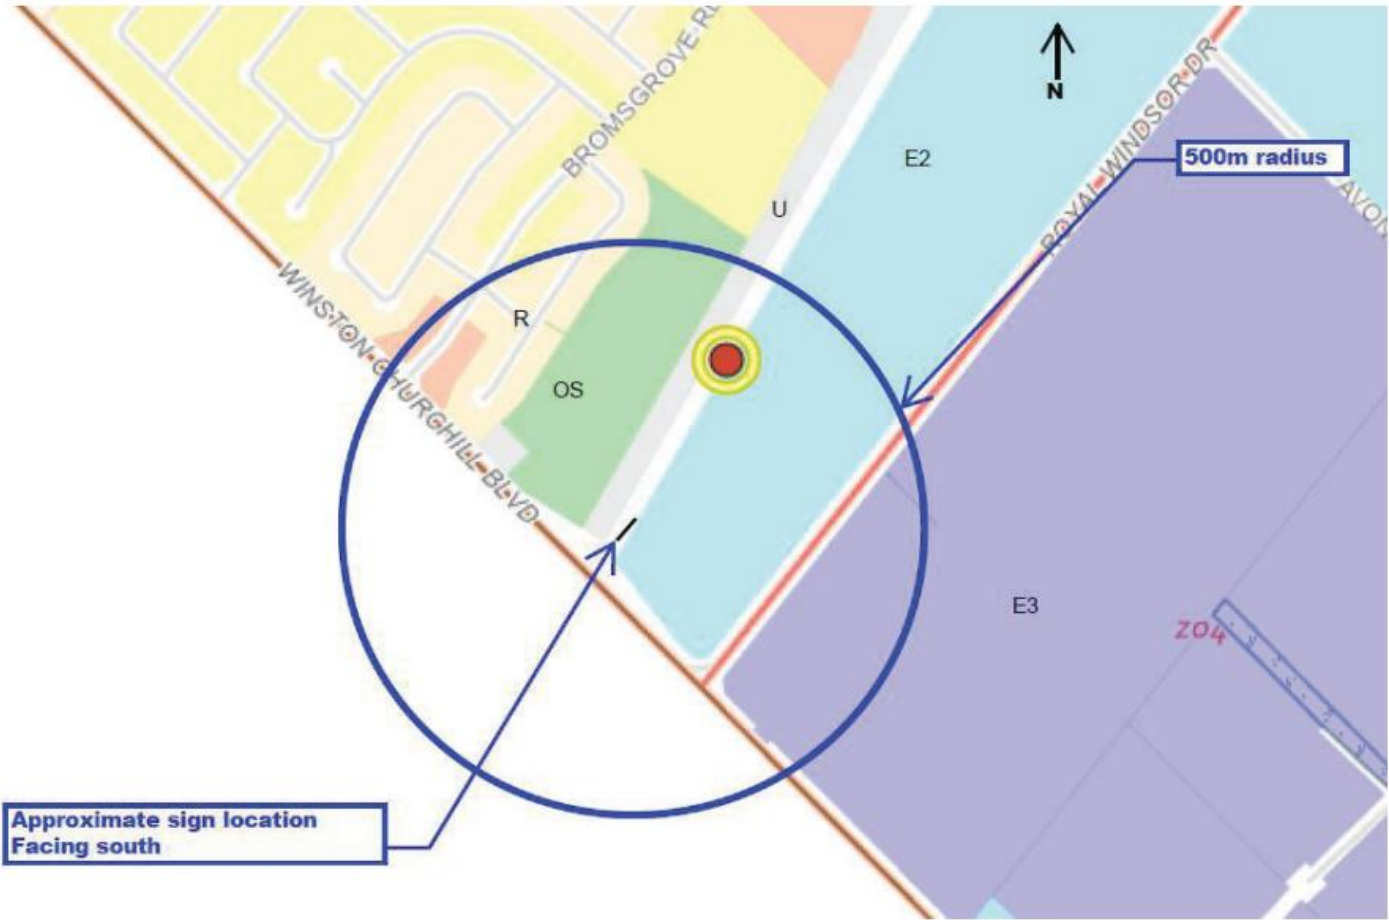 BROMSGROVE RD
N
ROYAL WINDSOR DR
E2
500m radius
AVON
U
WINSTON CHURCHILL BLVD
R
OS
E3
Z04
Approximate sign location
Facing south